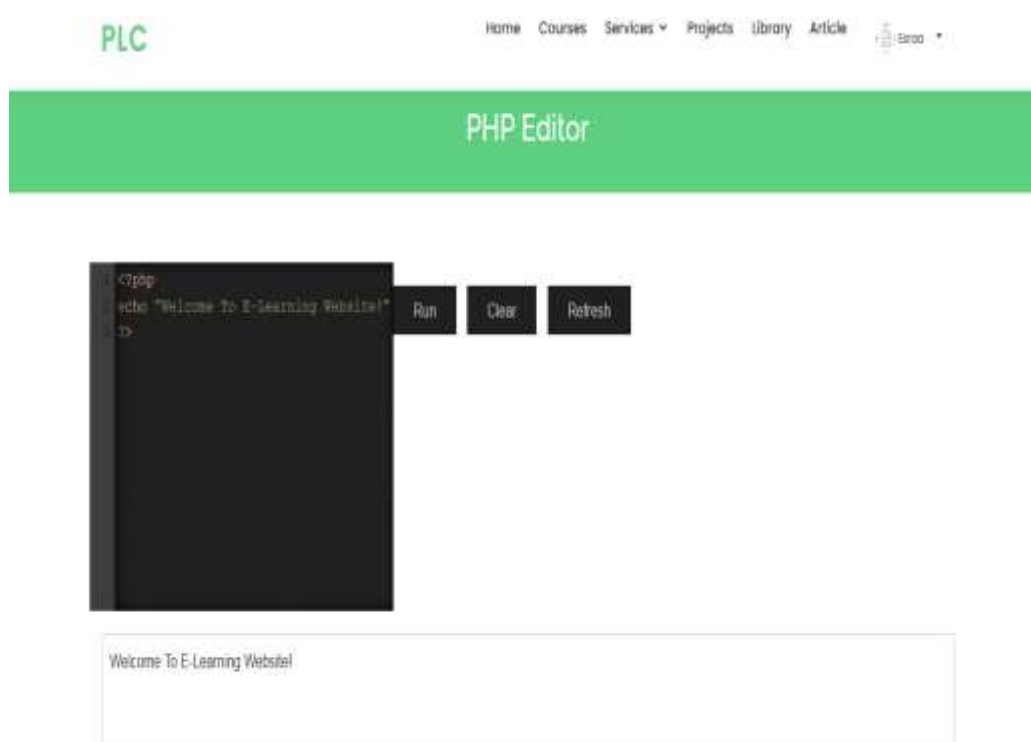 PLC
Home Courses Services Projects Library Article Esraa
PHP Editor
<?php
echo "Welcome To E-Learning Website!"
?>
Run Clear Refresh
Welcome To E-Learning Website!